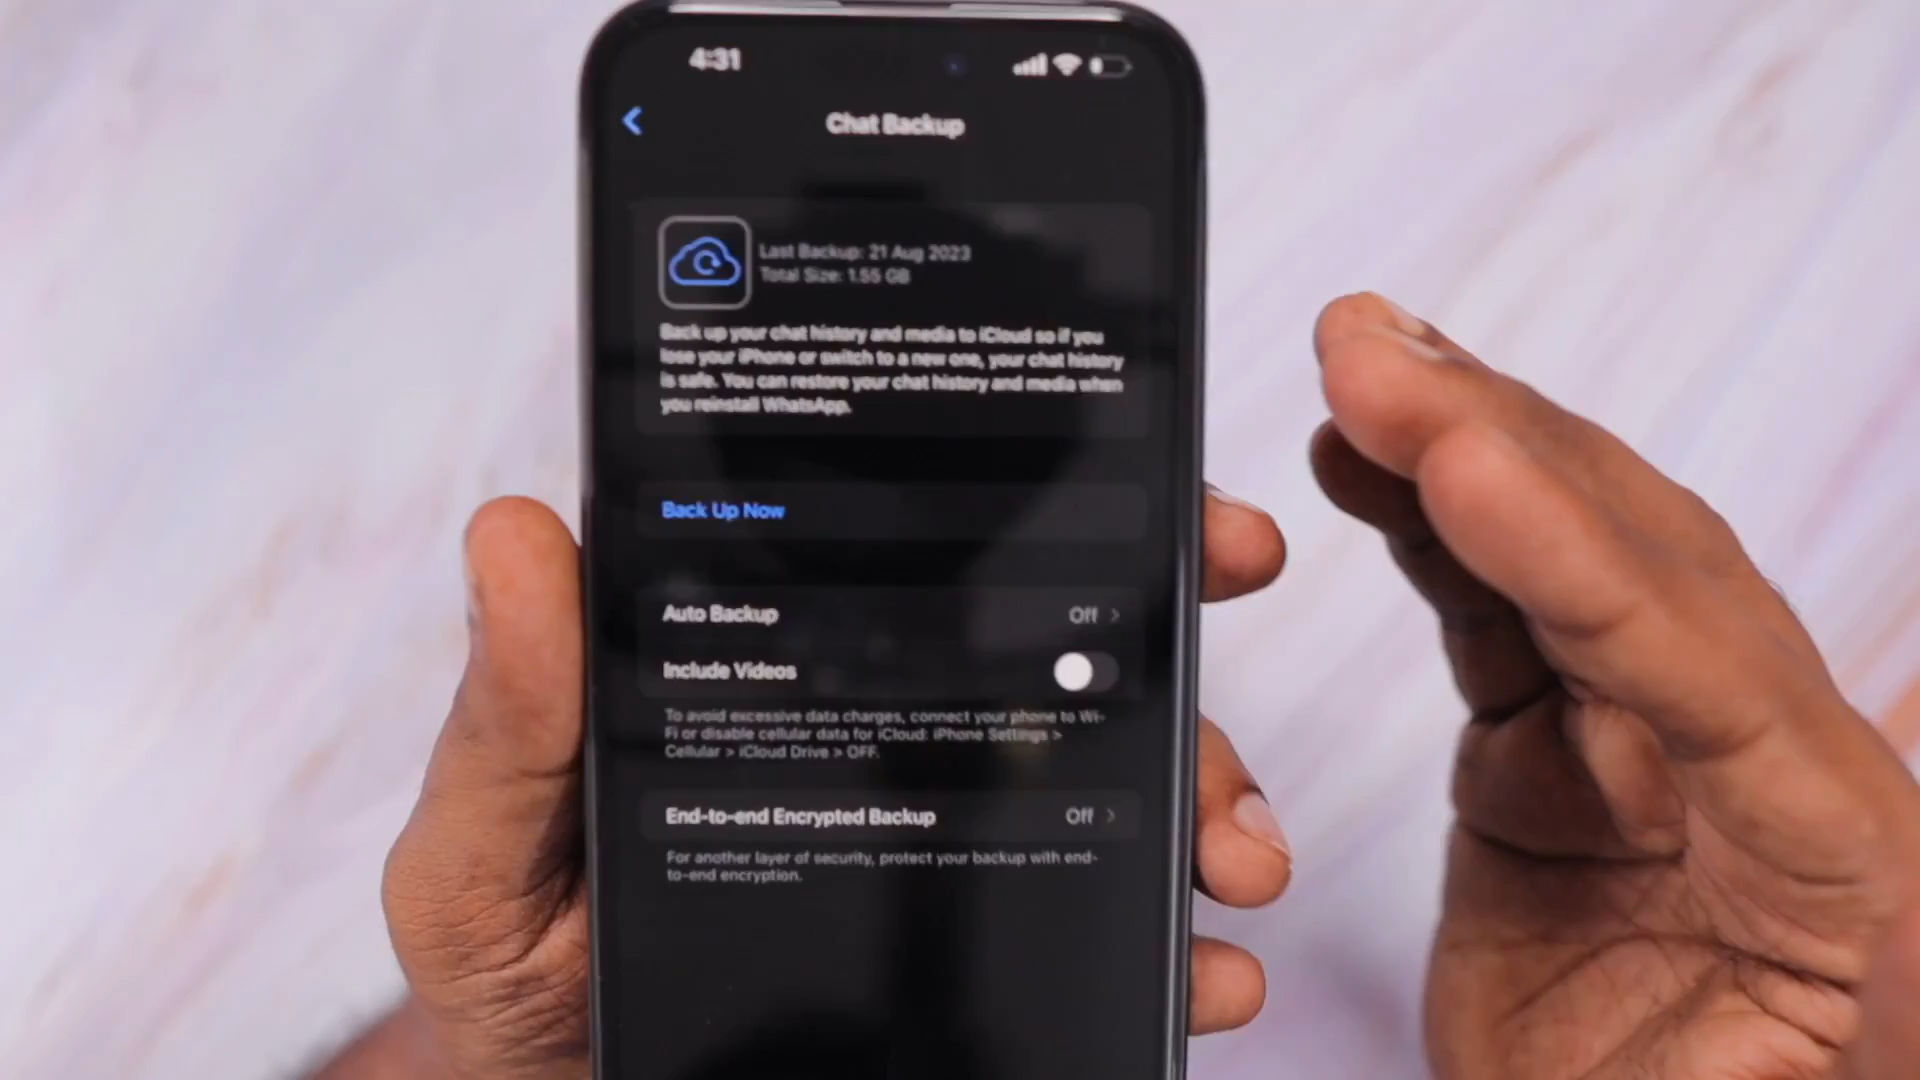 4:31
Chat Backup
Last Backup: 21 Aug 2023
Total Size: 1.55 GB
Back up your chat history and media to iCloud so if you
lose your iPhone or switch to a new one, your chat history
is safe. You can restore your chat history and media when
you reinstall WhatsApp.
Back Up Now
Auto Backup Off
Include Videos
To avoid excessive data charges, connect your phone to Wi-
Fi or disable cellular data for iCloud: iPhone Settings >
Cellular > iCloud Drive > OFF.
End-to-end Encrypted Backup Off
For another layer of security, protect your backup with end-
to-end encryption.